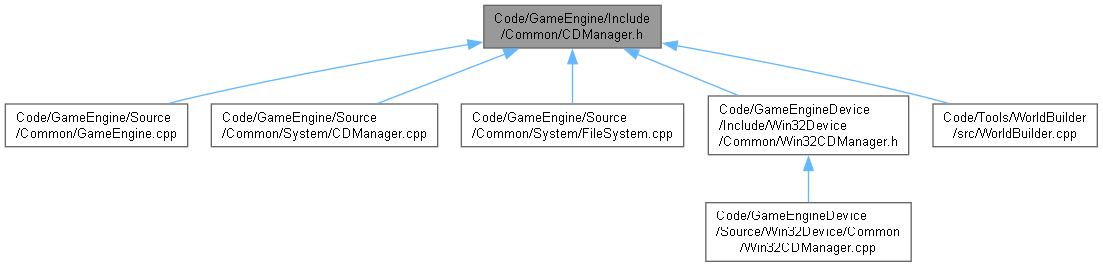 Code/GameEngine/Include
/Common/CDManager.h
Code/GameEngine/Source
/Common/GameEngine.cpp
Code/GameEngine/Source
/Common/System/CDManager.cpp
Code/GameEngine/Source
/Common/System/FileSystem.cpp
Code/GameEngineDevice
/Include/Win32Device
/Common/Win32CDManager.h
Code/Tools/WorldBuilder
/src/WorldBuilder.cpp
Code/GameEngineDevice
/Source/Win32Device/Common
/Win32CDManager.cpp